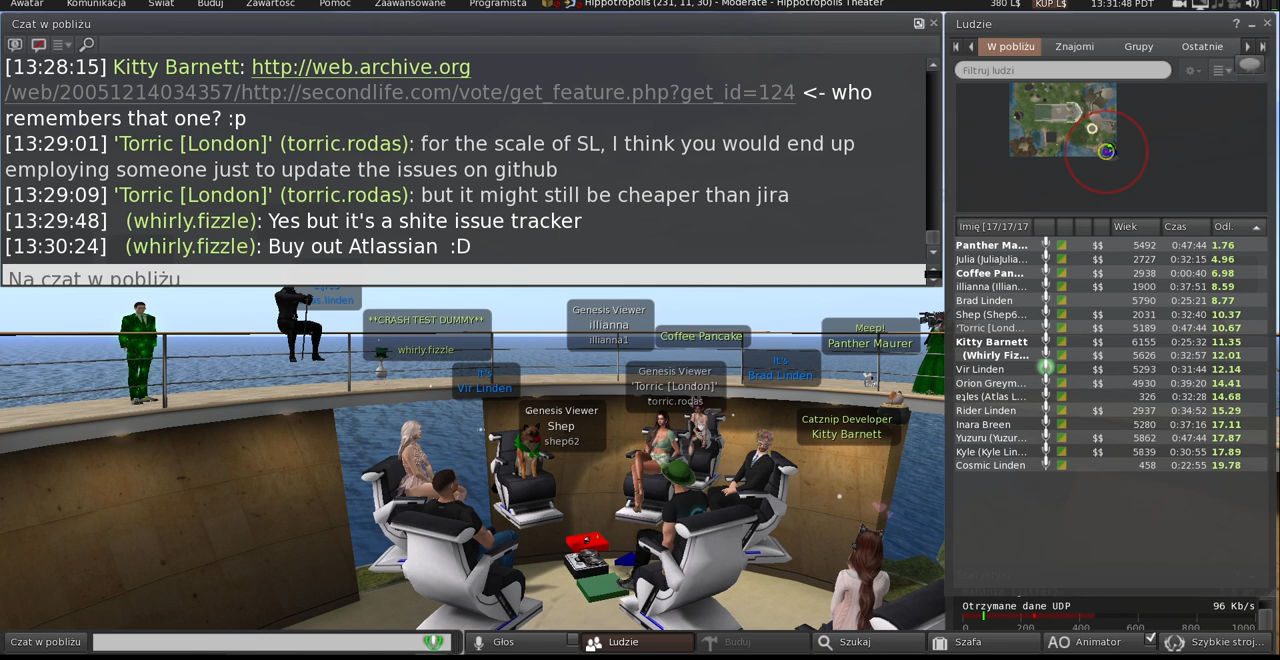 Awatar Komunikacja Świat Buduj Zawartość Pomoc Zaawansowane Programista Hippotropolis (231, 11, 30) - Moderate - Hippotropolis Theater 380 L$ KUP L$ 13:31:48 PDT
Czat w pobliżu
[13:28:15] Kitty Barnett: http://web.archive.org
/web/20051214034357/http://secondlife.com/vote/get_feature.php?get_id=124 <- who
remembers that one? :p
[13:29:01] 'Torric [London]' (torric.rodas): for the scale of SL, I think you would end up
employing someone just to update the issues on github
[13:29:09] 'Torric [London]' (torric.rodas): but it might still be cheaper than jira
[13:29:48] (whirly.fizzle): Yes but it's a shite issue tracker
[13:30:24] (whirly.fizzle): Buy out Atlassian :D
Na czat w pobliżu
ss.linden
**CRASH TEST DUMMY**
whirly.fizzle
It's
Vir Linden
Genesis Viewer
illianna
illianna1
Coffee Pancake
Genesis Viewer
'Torric [London]'
torric.rodas
It's
Brad Linden
Meep!
Panther Maurer
Genesis Viewer
Shep
shep62
Catznip Developer
Kitty Barnett
Ludzie
? _ ×
W pobliżu Znajomi Grupy Ostatnie
Filtruj ludzi
Imię [17/17/17 Wiek Czas Odl.
Panther Ma... $$ 5492 0:47:44 1.76
Julia (JuliaJulia... $$ 2727 0:32:15 4.96
Coffee Pan... $$ 2938 0:00:40 6.98
illianna (Illian... $$ 1900 0:37:51 8.59
Brad Linden 5790 0:25:21 8.77
Shep (Shep6... $$ 2031 0:32:40 10.37
'Torric [Lond... $$ 5189 0:47:44 10.67
Kitty Barnett $$ 6155 0:25:32 11.35
(Whirly Fiz... $$ 5626 0:32:57 12.01
Vir Linden 5293 0:31:44 12.14
Orion Greym... $$ 4930 0:39:20 14.41
(Atlas L... 326 0:32:28 14.68
Rider Linden $$ 2937 0:34:52 15.29
Inara Breen 5280 0:37:16 17.11
Yuzuru (Yuzur... $$ 5862 0:47:44 17.87
Kyle (Kyle Lin... $$ 5839 0:30:55 17.89
Cosmic Linden 458 0:22:55 19.78
Otrzymane dane UDP 96 Kb/s
0 200 400 600 800 1000
Czat w pobliżu Głos Ludzie Buduj Szukaj Szafa AO Animator Szybkie stroj...